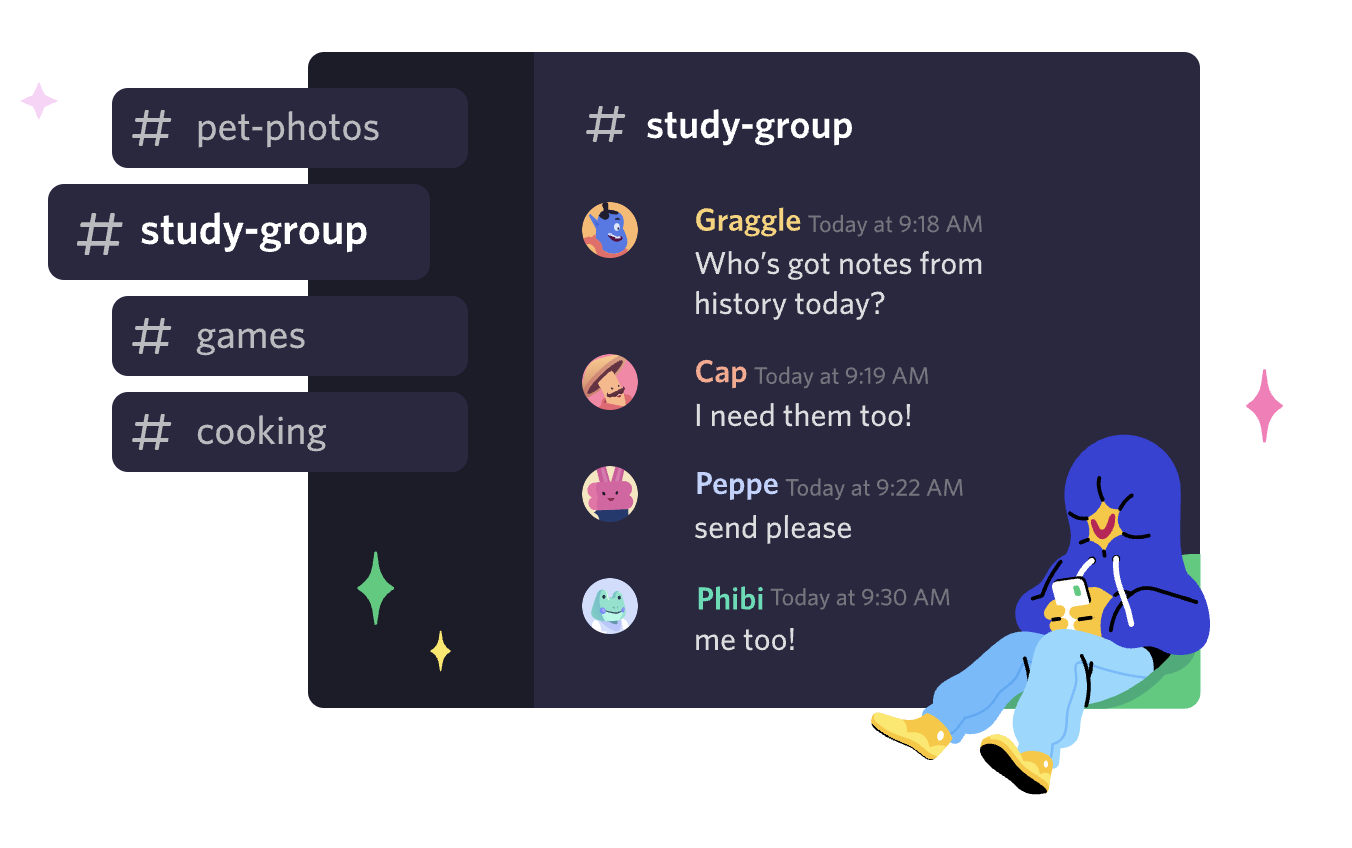 # pet-photos
# study-group
# games
# cooking
# study-group
Graggle Today at 9:18 AM
Who's got notes from
history today?
Cap Today at 9:19 AM
I need them too!
Peppe Today at 9:22 AM
send please
Phibi Today at 9:30 AM
me too!